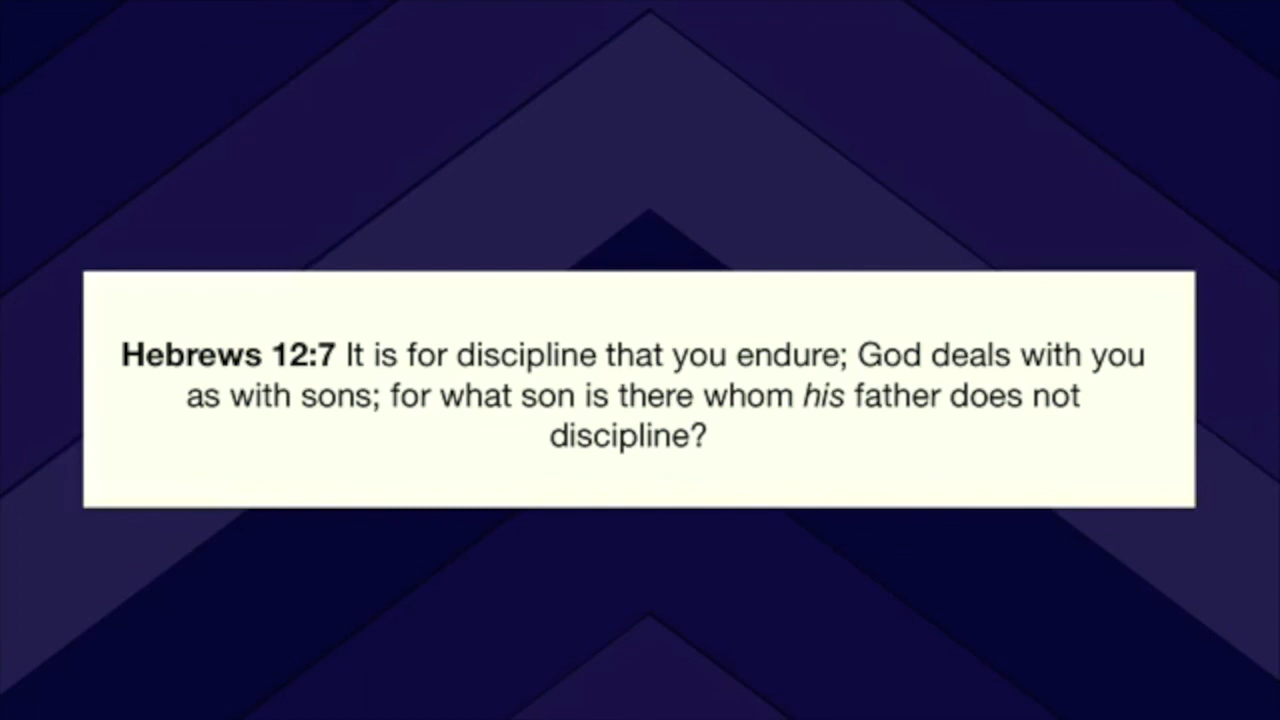 Hebrews 12:7 It is for discipline that you endure; God deals with you
as with sons; for what son is there whom his father does not
discipline?